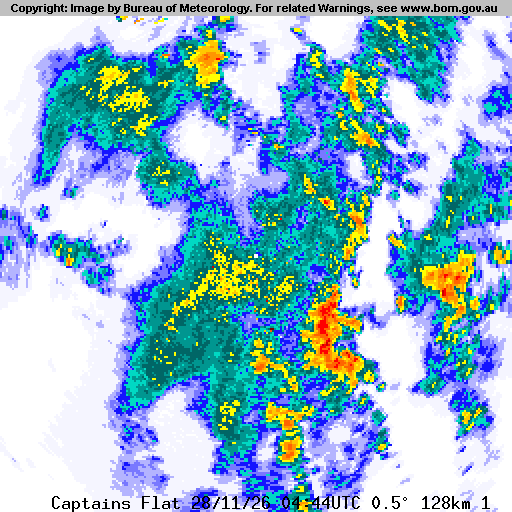 Copyright: Image by Bureau of Meteorology. For related Warnings, see www.bom.gov.au
Captains Flat 28/11/26 04:44UTC 0.5° 128km 1